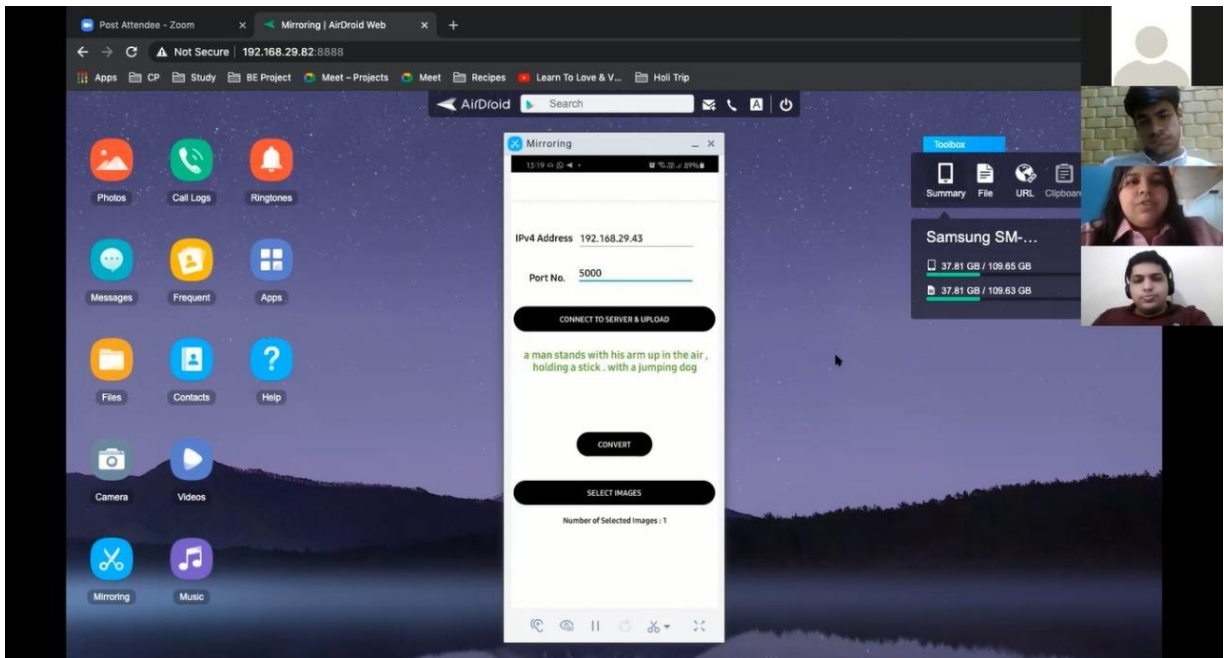 Post Attendee - Zoom
Mirroring | AirDroid Web
Not Secure | 192.168.29.82:8888
Apps CP Study BE Project Meet – Projects Meet Recipes Learn To Love & V... Holi Trip
AirDroid Search A
Mirroring
Toolbox
13:19 89%
Summary File URL Clipboar
Photos Call Logs Ringtones
IPv4 Address 192.168.29.43
Samsung SM-...
37.81 GB / 109.65 GB
Port No. 5000
37.81 GB / 109.63 GB
Messages Frequent Apps
CONNECT TO SERVER & UPLOAD
a man stands with his arm up in the air ,
holding a stick . with a jumping dog
Files Contacts Help
CONVERT
SELECT IMAGES
Camera Videos
Number of Selected Images : 1
Mirroring Music